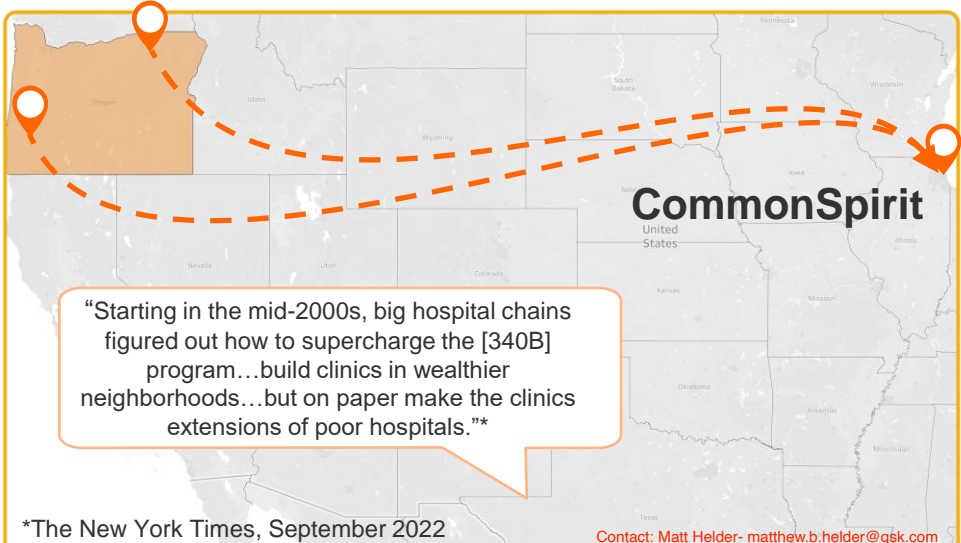 Minnesota
Oregon
Idaho
South
Dakota
Wisconsin
Wyoming
Iowa
CommonSpirit
United
States
Illinois
Nevada
Utah
Colorado
Kansas
Missouri
“Starting in the mid-2000s, big hospital chains
figured out how to supercharge the [340B]
program…build clinics in wealthier
neighborhoods…but on paper make the clinics
extensions of poor hospitals.”*
Oklahoma
Arkansas
Mississippi
Texas
*The New York Times, September 2022
Contact: Matt Helder- matthew.b.helder@gsk.com